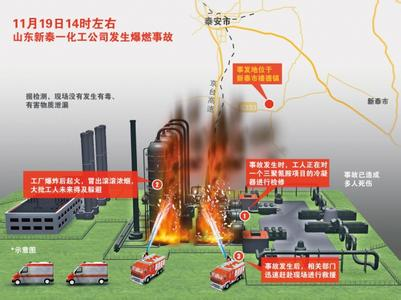 11月19日14时左右
山东新泰一化工公司发生爆燃事故
泰安市
京台高速
事发地位于
新泰市楼德镇
新泰市
据检测，现场没有发生有毒、
有害物质泄漏
工厂爆炸后起火，冒出滚滚浓烟，
大批工人未来得及躲避
2
事故发生时，工人正在对
一个三聚氰胺项目的冷凝
器进行检修
1
事故已造成
多人死伤
*示意图
3
事故发生后，相关部门
迅速赶赴现场进行救援